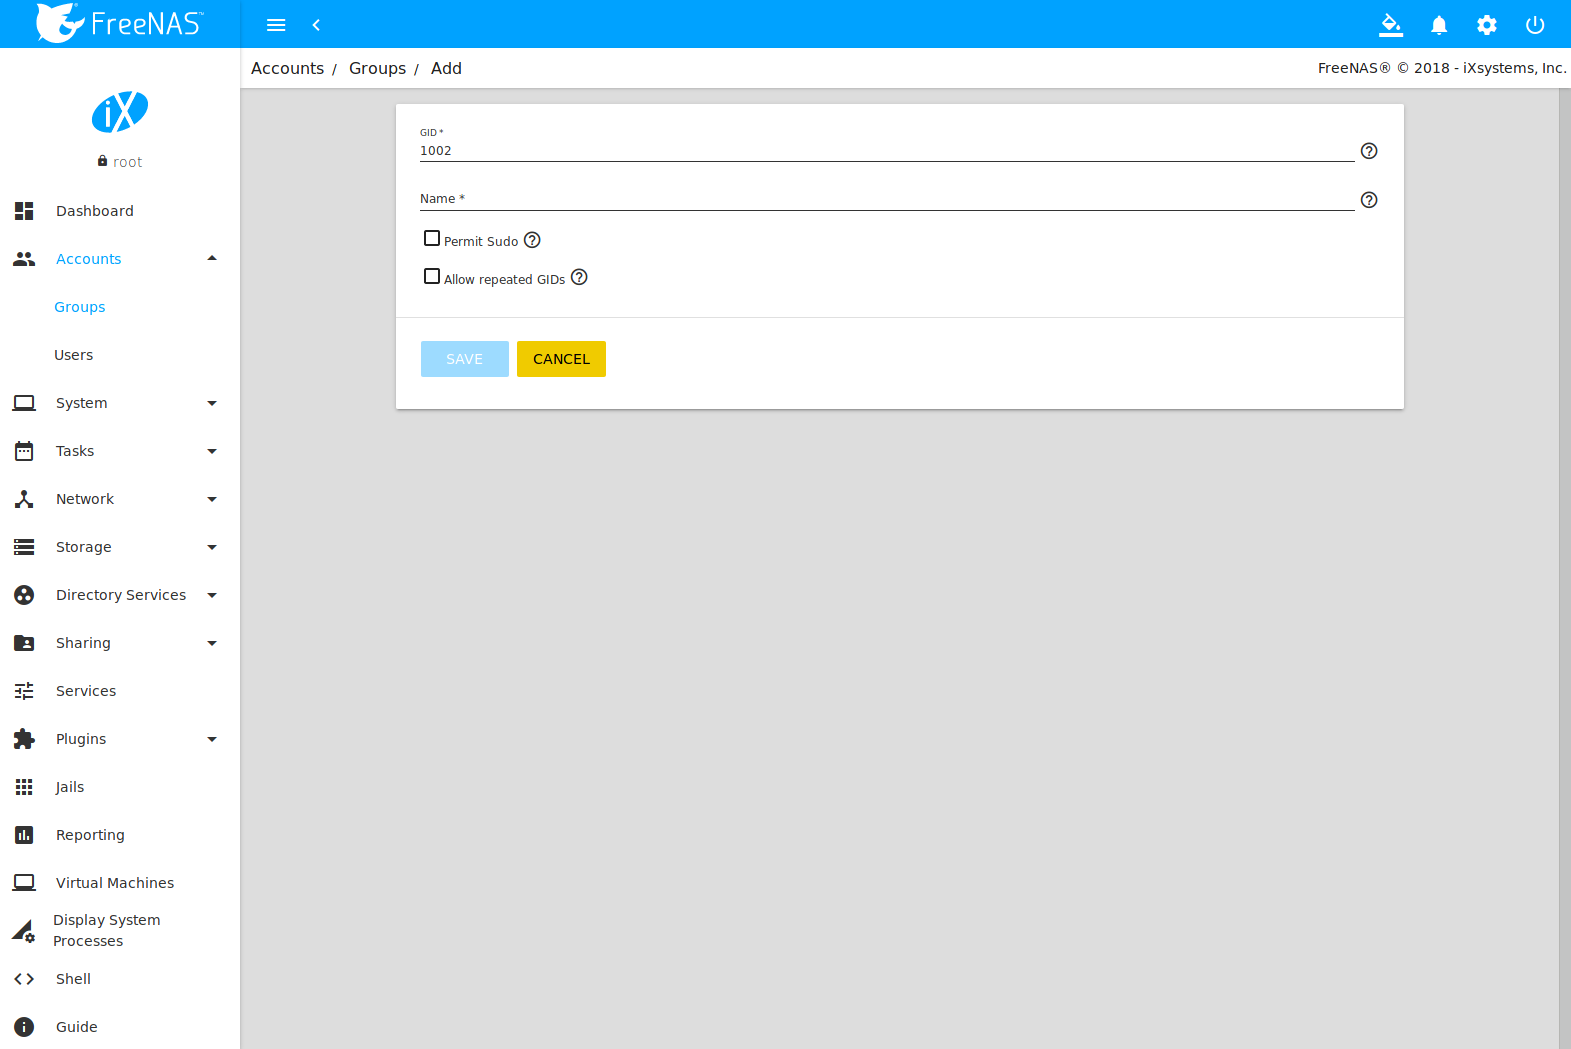 FreeNAS™
Accounts / Groups / Add
FreeNAS® © 2018 - iXsystems, Inc.
iX
root
Dashboard
Accounts
Groups
Users
System
Tasks
Network
Storage
Directory Services
Sharing
Services
Plugins
Jails
Reporting
Virtual Machines
Display System
Processes
Shell
Guide
GID *
1002
Name *
Permit Sudo
Allow repeated GIDs
SAVE CANCEL